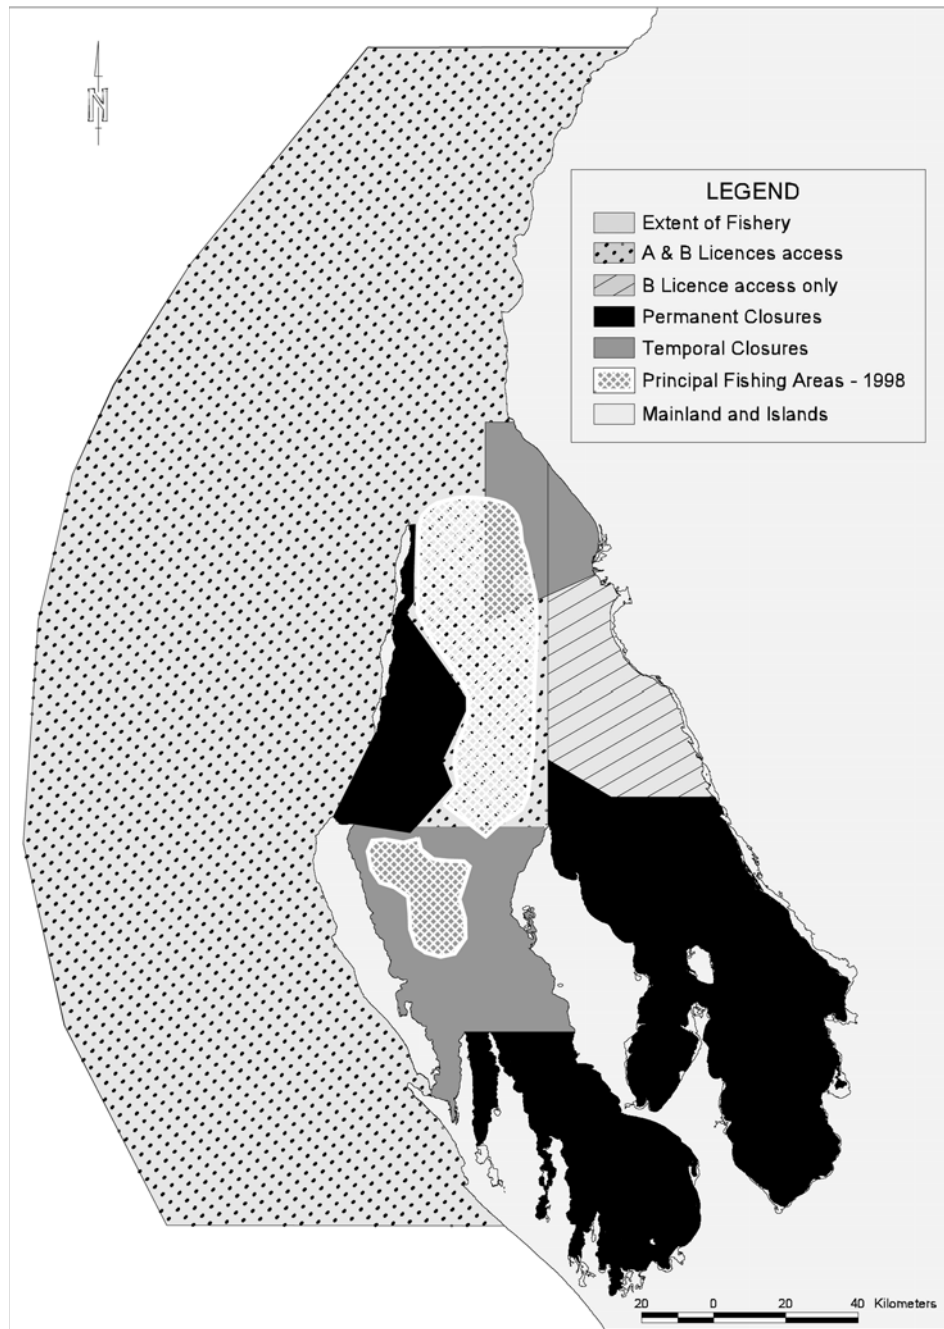 N
LEGEND
Extent of Fishery
A & B Licences access
B Licence access only
Permanent Closures
Temporal Closures
Principal Fishing Areas - 1998
Mainland and Islands
20 0 20 40 Kilometers